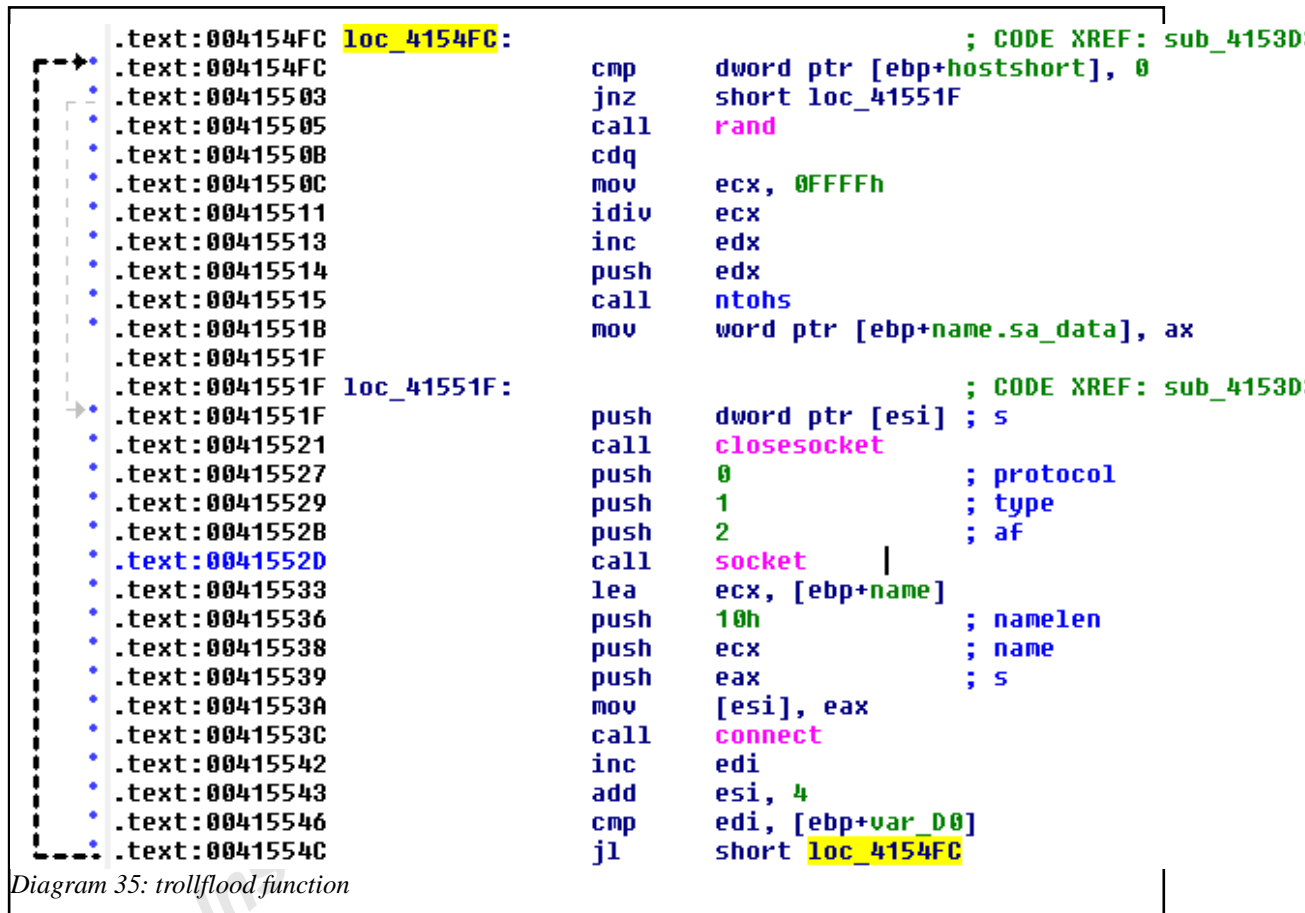 .text:004154FC loc_4154FC: ; CODE XREF: sub_4153D
.text:004154FC cmp dword ptr [ebp+hostshort], 0
.text:00415503 jnz short loc_41551F
.text:00415505 call rand
.text:0041550B cdq
.text:0041550C mov ecx, 0FFFFh
.text:00415511 idiv ecx
.text:00415513 inc edx
.text:00415514 push edx
.text:00415515 call ntohs
.text:0041551B mov word ptr [ebp+name.sa_data], ax
.text:0041551F
.text:0041551F loc_41551F: ; CODE XREF: sub_4153D
.text:0041551F push dword ptr [esi] ; s
.text:00415521 call closesocket
.text:00415527 push 0 ; protocol
.text:00415529 push 1 ; type
.text:0041552B push 2 ; af
.text:0041552D call socket
.text:00415533 lea ecx, [ebp+name]
.text:00415536 push 10h ; namelen
.text:00415538 push ecx ; name
.text:00415539 push eax ; s
.text:0041553A mov [esi], eax
.text:0041553C call connect
.text:00415542 inc edi
.text:00415543 add esi, 4
.text:00415546 cmp edi, [ebp+var_D0]
.text:0041554C jl short loc_4154FC
Diagram 35: trollflood function